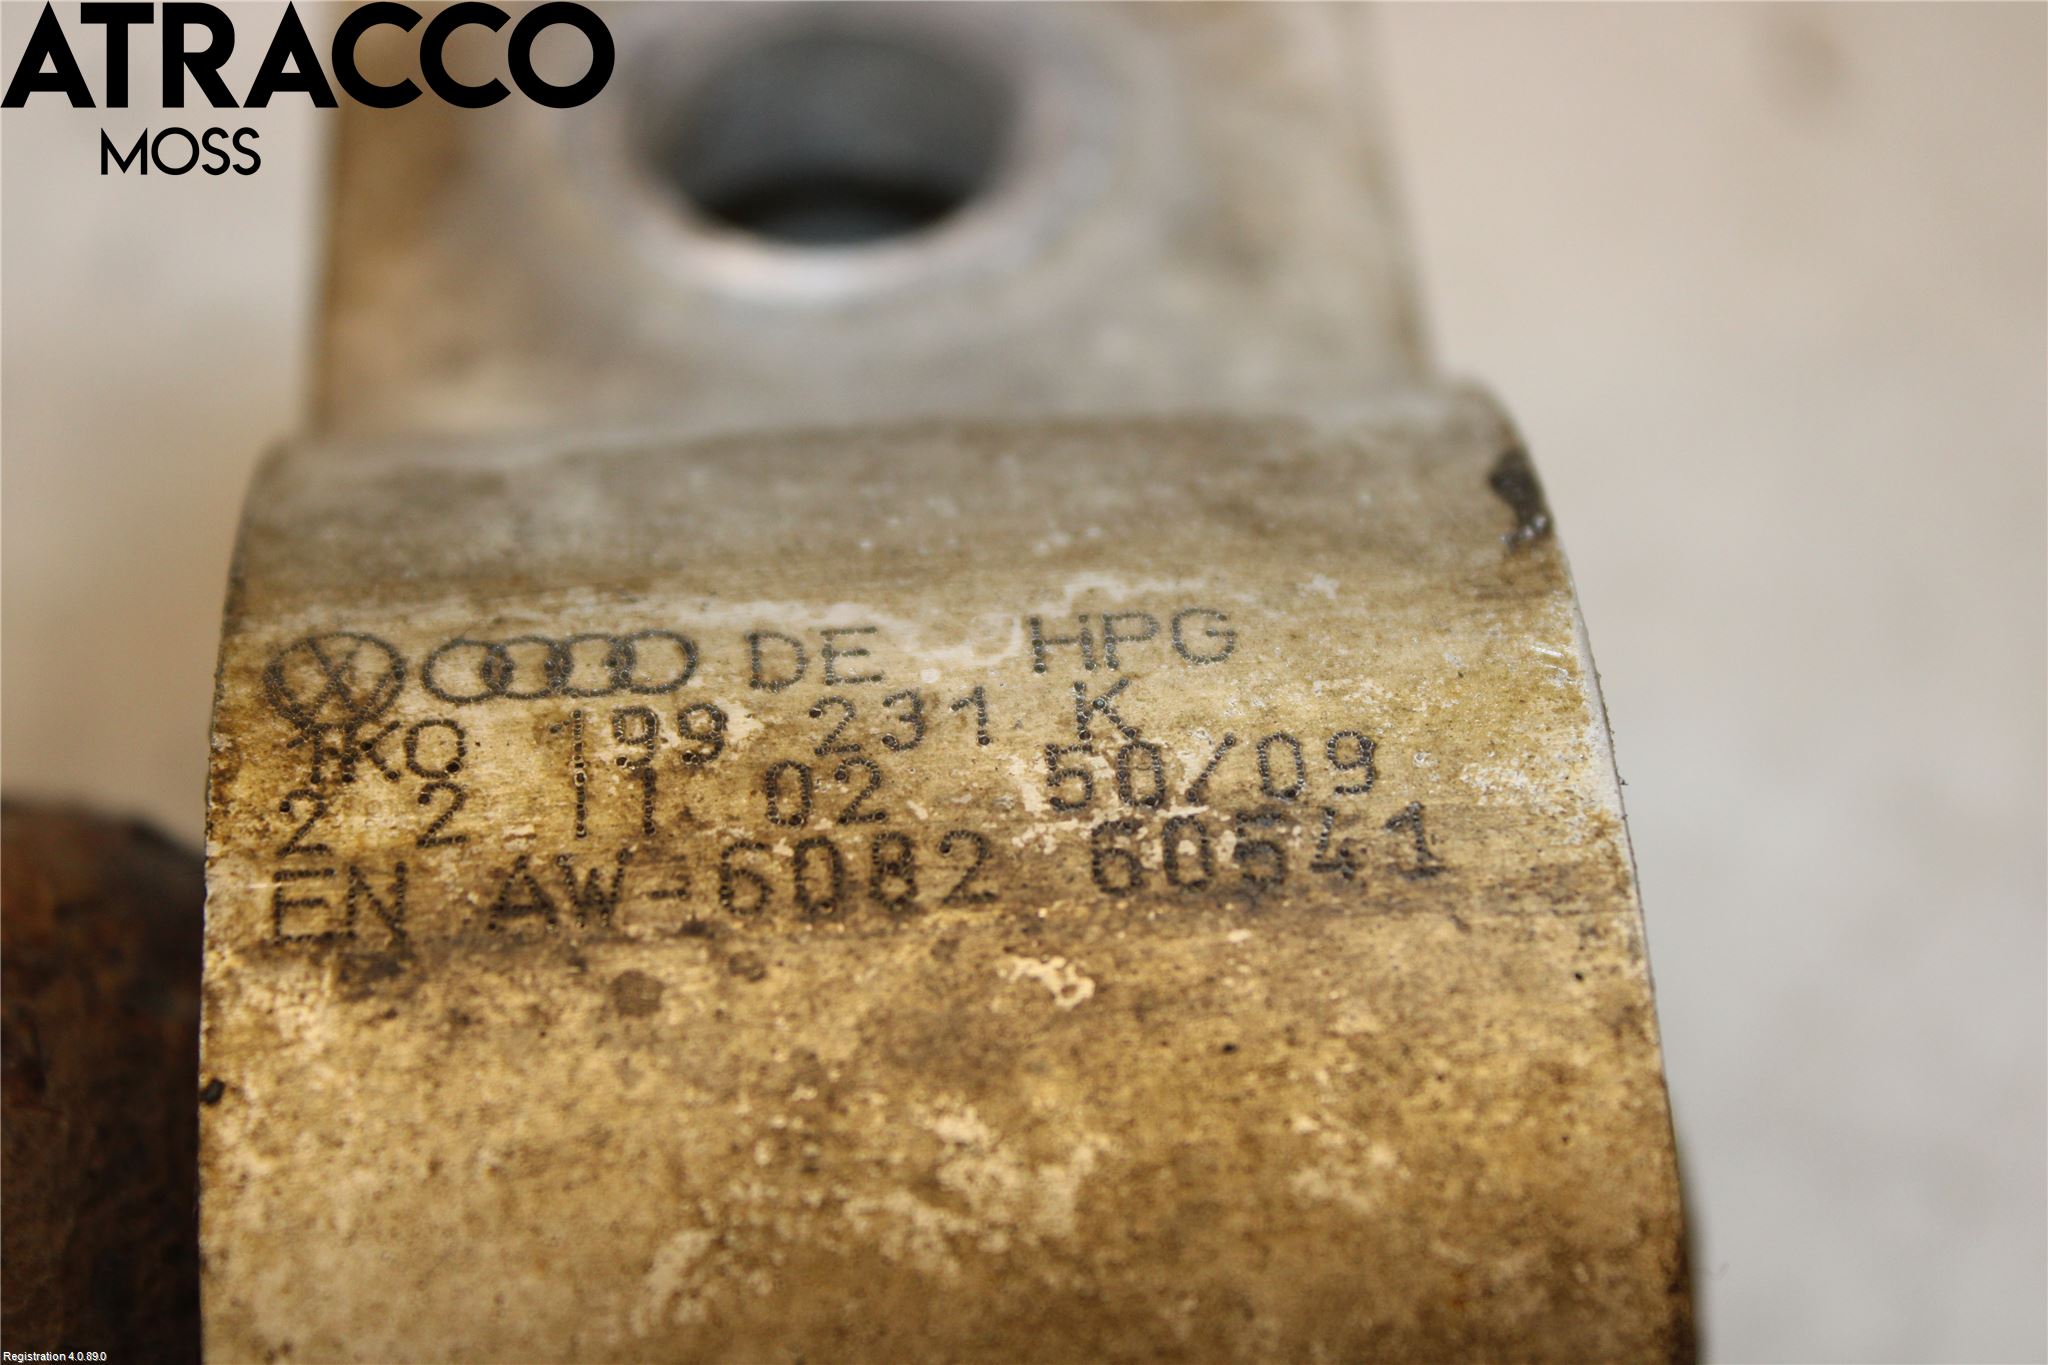 ATRACCO
MOSS
DE HPG
1K0 199 231 K
2 2 11 02 50/09
EN AW-6082 60541
Registration 4.0.89.0